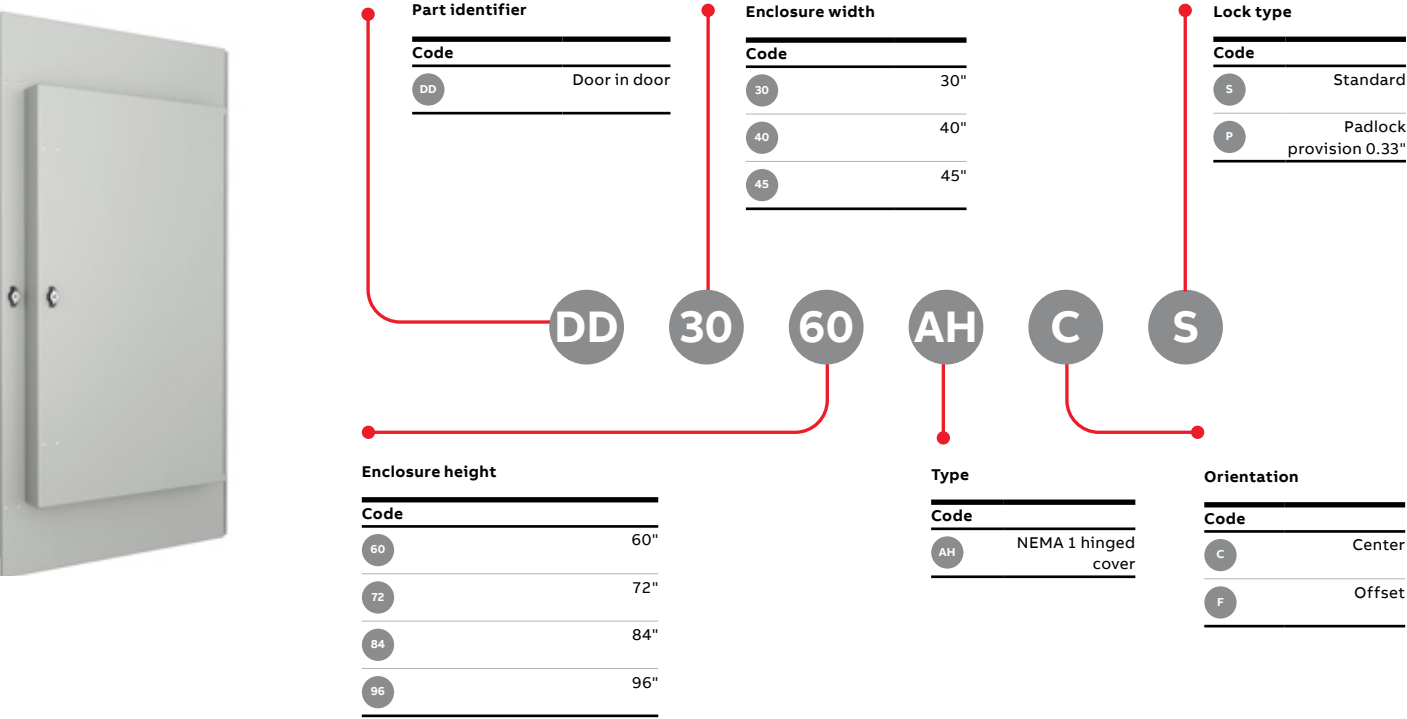 Part identifier
Code
DD Door in door
Enclosure width
Code
30 30"
40 40"
45 45"
Lock type
Code
S Standard
P Padlock
provision 0.33"
DD 30 60 AH C S
Enclosure height
Code
60 60"
72 72"
84 84"
96 96"
Type
Code
AH NEMA 1 hinged
cover
Orientation
Code
C Center
F Offset